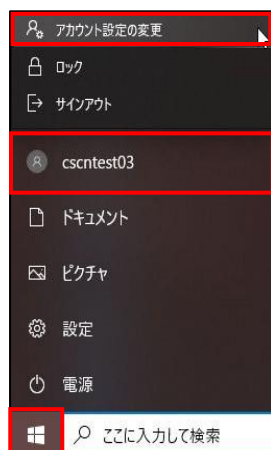 アカウント設定の変更
ロック
サインアウト
cscntest03
ドキュメント
ピクチャ
設定
電源
ここに入力して検索